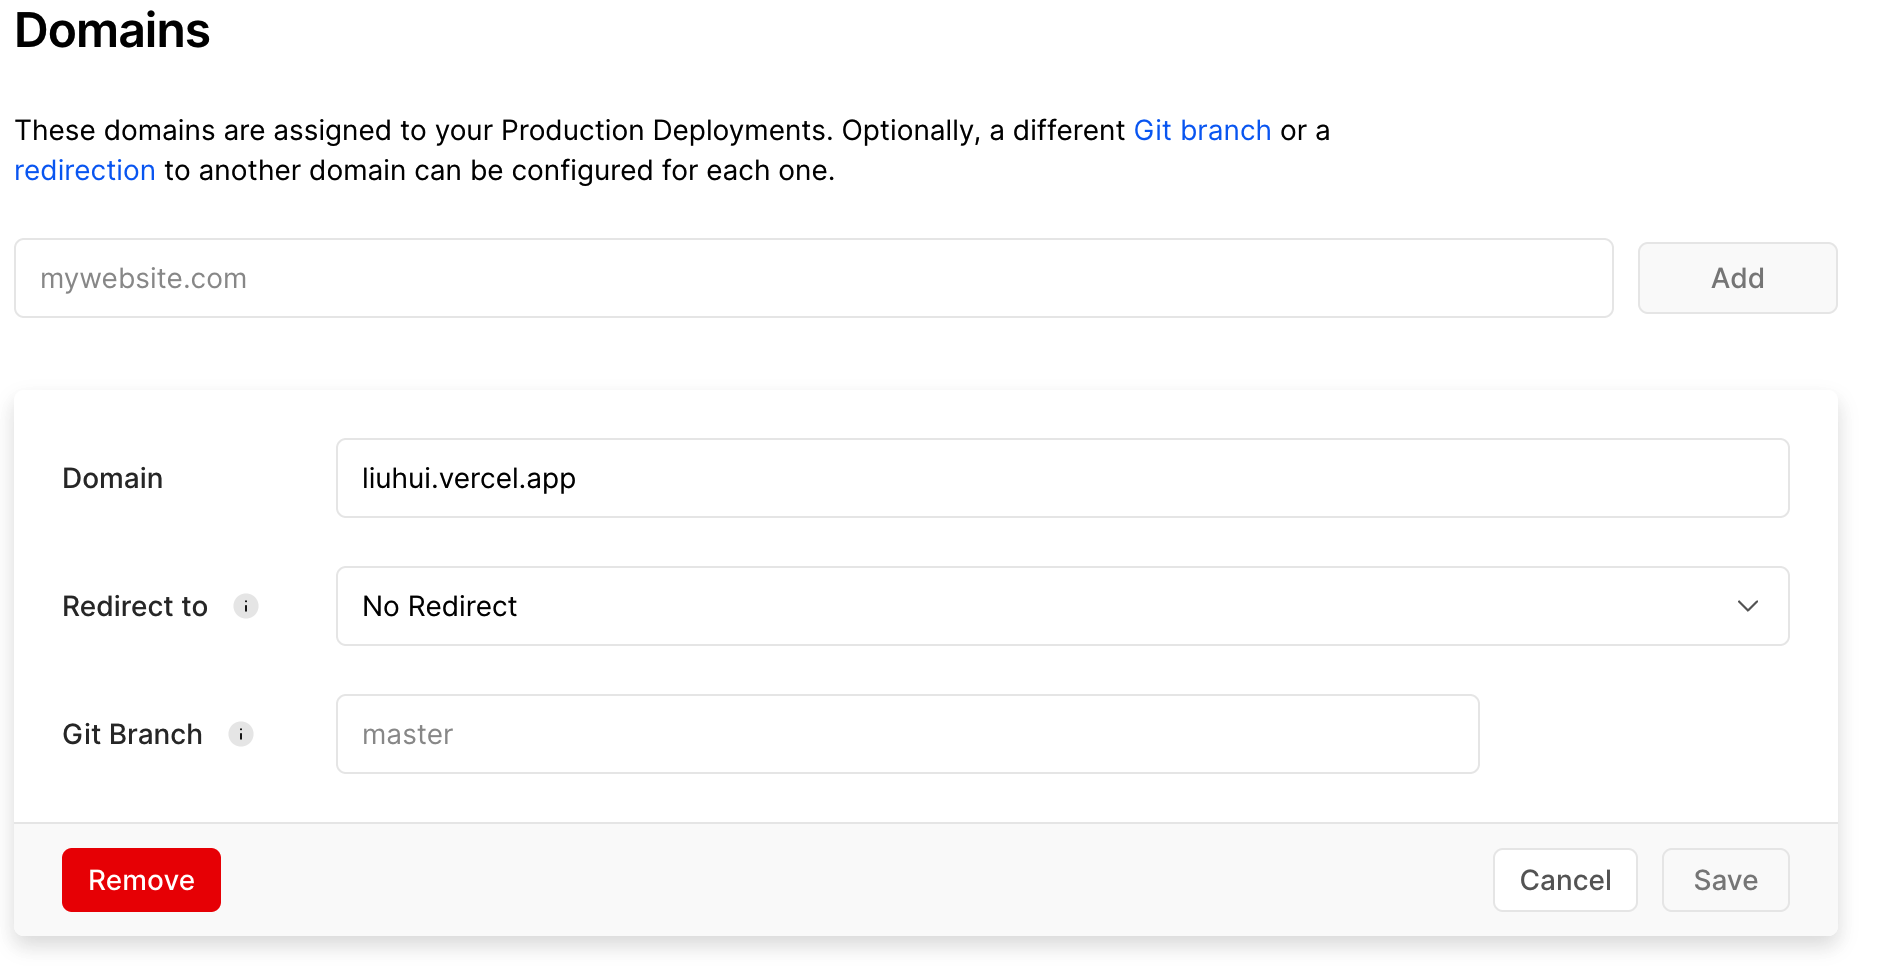 Domains
These domains are assigned to your Production Deployments. Optionally, a different Git branch or a
redirection to another domain can be configured for each one.
mywebsite.com
Add
Domain
liuhui.vercel.app
Redirect to
i
No Redirect
Git Branch
i
master
Remove
Cancel
Save